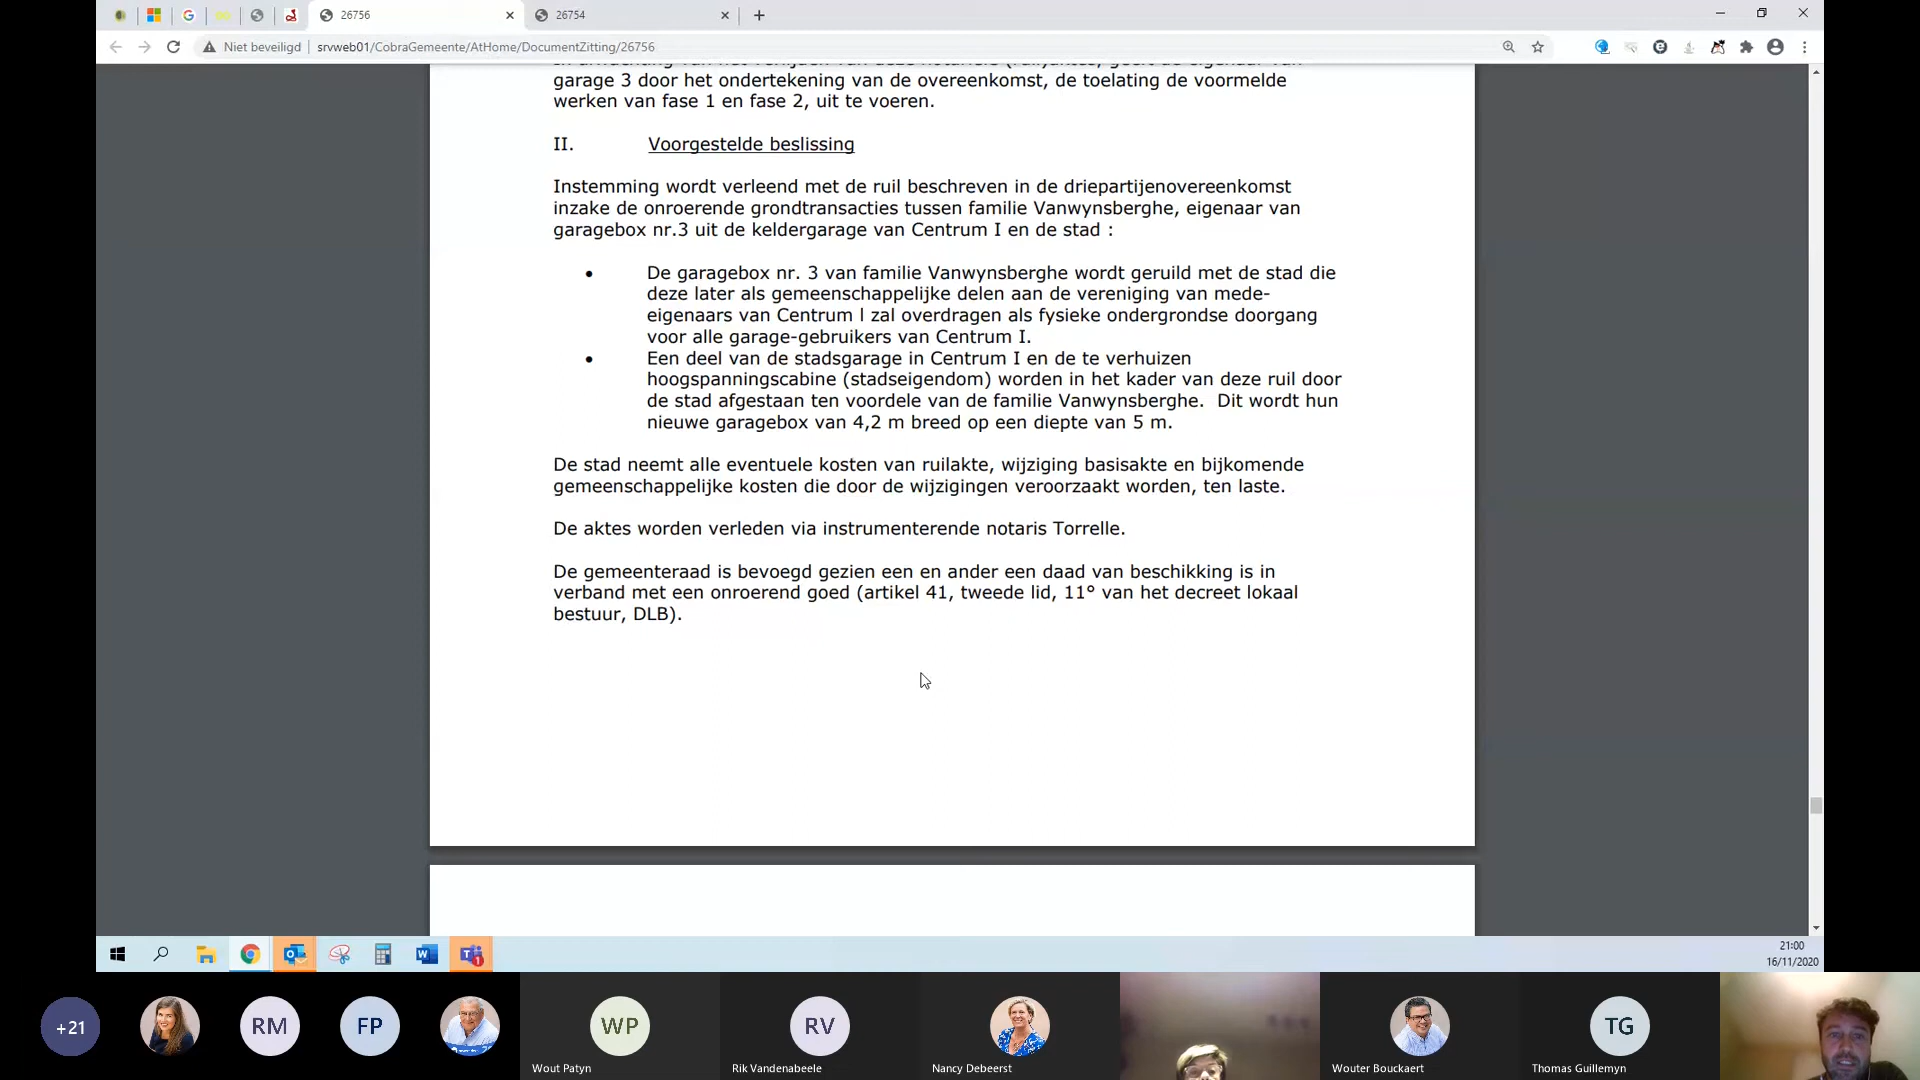 26756
26754
Niet beveiligd | srvweb01/CobraGemeente/AtHome/DocumentZitting/26756
garage 3 door het ondertekening van de overeenkomst, de toelating de voormelde
werken van fase 1 en fase 2, uit te voeren.
II. Voorgestelde beslissing
Instemming wordt verleend met de ruil beschreven in de driepartijenovereenkomst
inzake de onroerende grondtransacties tussen familie Vanwynsberghe, eigenaar van
garagebox nr.3 uit de keldergarage van Centrum I en de stad :
• De garagebox nr. 3 van familie Vanwynsberghe wordt geruild met de stad die
deze later als gemeenschappelijke delen aan de vereniging van mede-
eigenaars van Centrum l zal overdragen als fysieke ondergrondse doorgang
voor alle garage-gebruikers van Centrum I.
• Een deel van de stadsgarage in Centrum I en de te verhuizen
hoogspanningscabine (stadseigendom) worden in het kader van deze ruil door
de stad afgestaan ten voordele van de familie Vanwynsberghe. Dit wordt hun
nieuwe garagebox van 4,2 m breed op een diepte van 5 m.
De stad neemt alle eventuele kosten van ruilakte, wijziging basisakte en bijkomende
gemeenschappelijke kosten die door de wijzigingen veroorzaakt worden, ten laste.
De aktes worden verleden via instrumenterende notaris Torrelle.
De gemeenteraad is bevoegd gezien een en ander een daad van beschikking is in
verband met een onroerend goed (artikel 41, tweede lid, 11° van het decreet lokaal
bestuur, DLB).
21:00
16/11/2020
+21
RM
FP
WP
RV
TG
Wout Patyn
Rik Vandenabeele
Nancy Debeerst
Wouter Bouckaert
Thomas Guillemyn